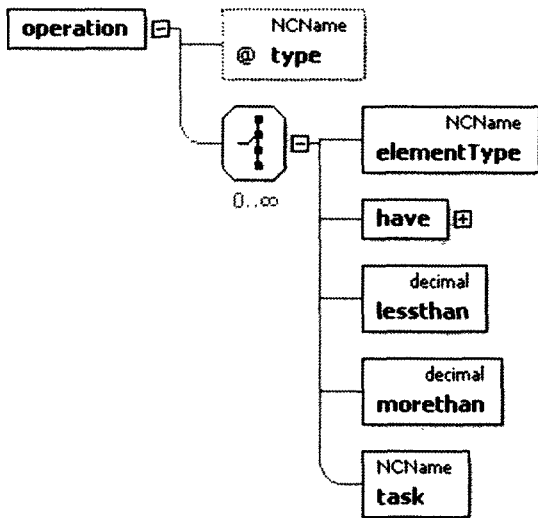 operation
NCName
@ type
0..∞
NCName
elementType
have
decimal
lessthan
decimal
morethan
NCName
task